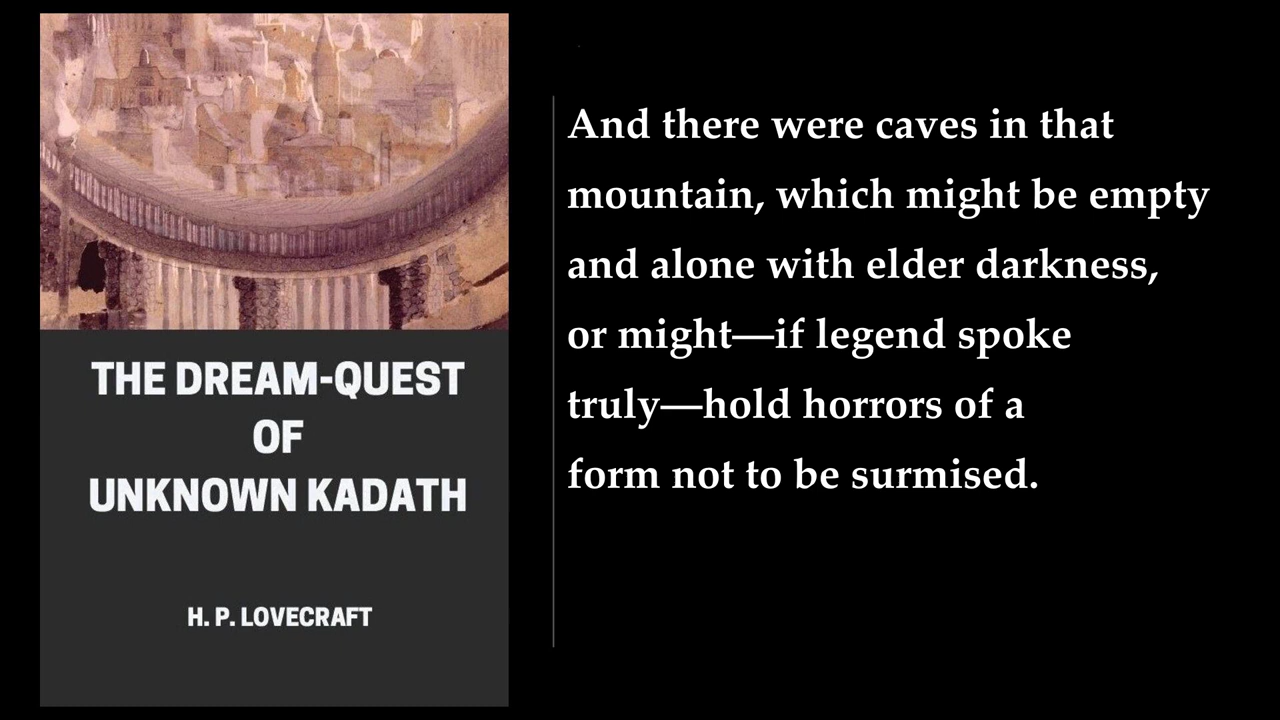 THE DREAM-QUEST
OF
UNKNOWN KADATH
H. P. LOVECRAFT
And there were caves in that
mountain, which might be empty
and alone with elder darkness,
or might—if legend spoke
truly—hold horrors of a
form not to be surmised.